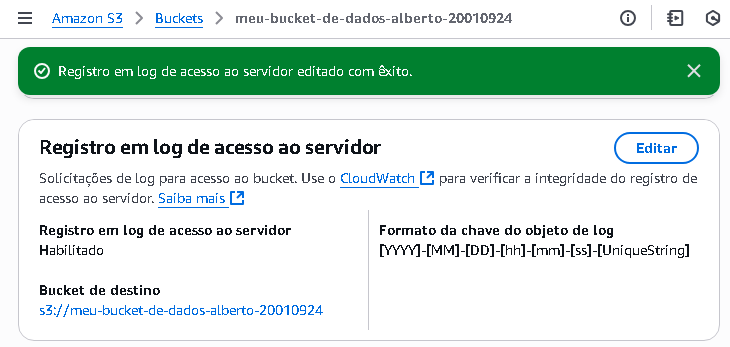 Amazon S3 > Buckets > meu-bucket-de-dados-alberto-20010924
Registro em log de acesso ao servidor editado com êxito.
Registro em log de acesso ao servidor
Editar
Solicitações de log para acesso ao bucket. Use o CloudWatch para verificar a integridade do registro de
acesso ao servidor. Saiba mais
Registro em log de acesso ao servidor
Habilitado
Bucket de destino
s3://meu-bucket-de-dados-alberto-20010924
Formato da chave do objeto de log
[YYYY]-[MM]-[DD]-[hh]-[mm]-[ss]-[UniqueString]